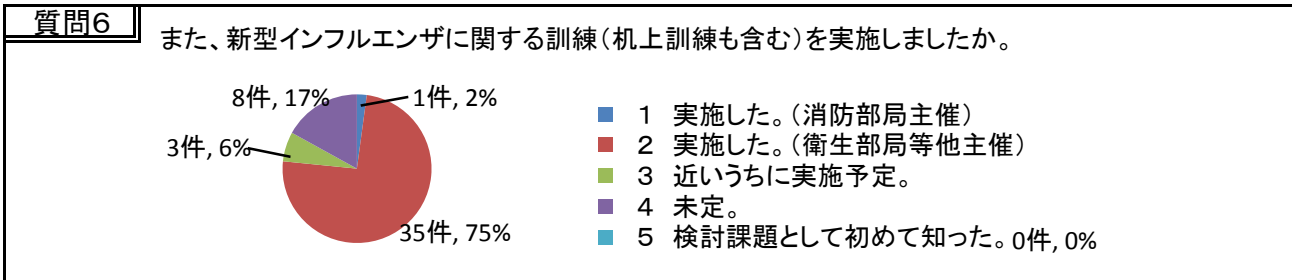 質問6
また、新型インフルエンザに関する訓練（机上訓練も含む）を実施しましたか。
8件, 17%
1件, 2%
3件, 6%
35件, 75%
1 実施した。（消防部局主催）
2 実施した。（衛生部局等他主催）
3 近いうちに実施予定。
4 未定。
5 検討課題として初めて知った。0件, 0%